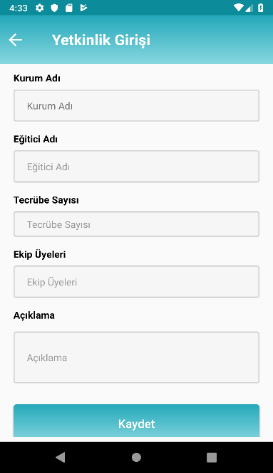 4:33
Yetkinlik Girişi
Kurum Adı
Kurum Adı
Eğitici Adı
Eğitici Adı
Tecrübe Sayısı
Tecrübe Sayısı
Ekip Üyeleri
Ekip Üyeleri
Açıklama
Açıklama
Kaydet